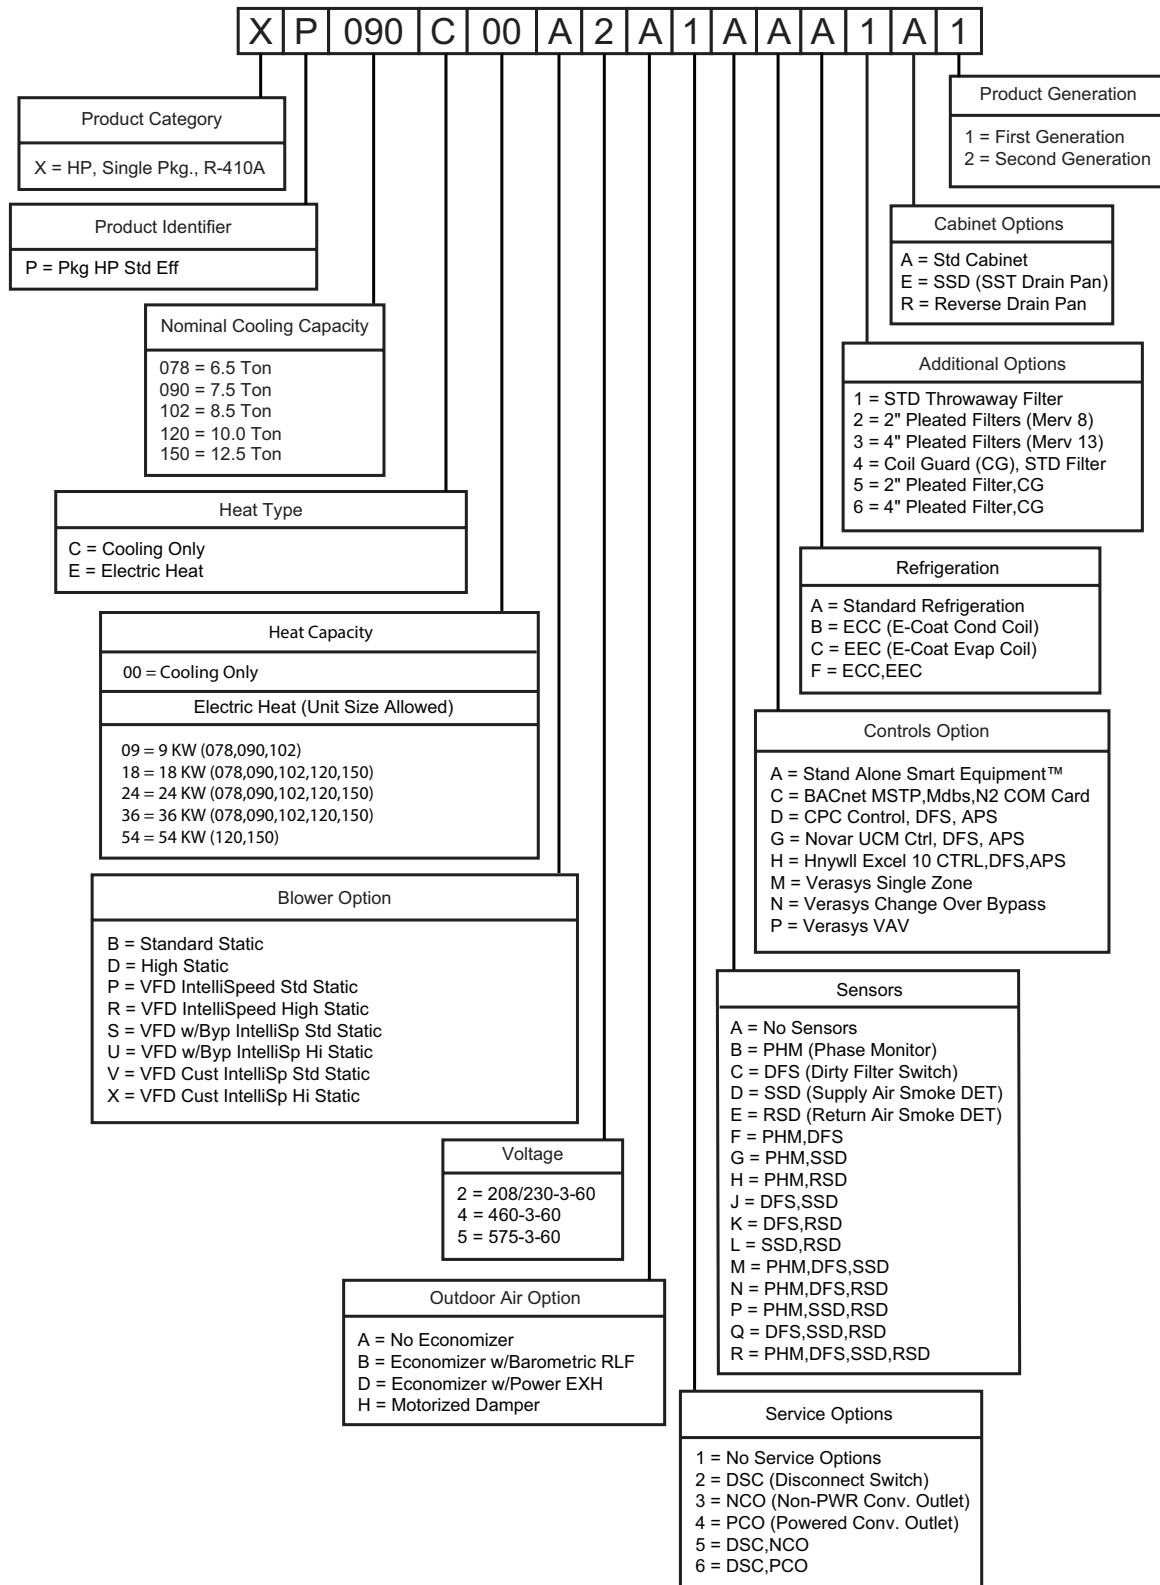 X P 090 C 00 A 2 A 1 A A A 1 A 1
Product Category
X = HP, Single Pkg., R-410A
Product Identifier
P = Pkg HP Std Eff
Nominal Cooling Capacity
078 = 6.5 Ton
090 = 7.5 Ton
102 = 8.5 Ton
120 = 10.0 Ton
150 = 12.5 Ton
Heat Type
C = Cooling Only
E = Electric Heat
Heat Capacity
00 = Cooling Only
Electric Heat (Unit Size Allowed)
09 = 9 KW (078,090,102)
18 = 18 KW (078,090,102,120,150)
24 = 24 KW (078,090,102,120,150)
36 = 36 KW (078,090,102,120,150)
54 = 54 KW (120,150)
Blower Option
B = Standard Static
D = High Static
P = VFD IntelliSpeed Std Static
R = VFD IntelliSpeed High Static
S = VFD w/Byp IntelliSp Std Static
U = VFD w/Byp IntelliSp Hi Static
V = VFD Cust IntelliSp Std Static
X = VFD Cust IntelliSp Hi Static
Voltage
2 = 208/230-3-60
4 = 460-3-60
5 = 575-3-60
Outdoor Air Option
A = No Economizer
B = Economizer w/Barometric RLF
D = Economizer w/Power EXH
H = Motorized Damper
Product Generation
1 = First Generation
2 = Second Generation
Cabinet Options
A = Std Cabinet
E = SSD (SST Drain Pan)
R = Reverse Drain Pan
Additional Options
1 = STD Throwaway Filter
2 = 2" Pleated Filters (Merv 8)
3 = 4" Pleated Filters (Merv 13)
4 = Coil Guard (CG), STD Filter
5 = 2" Pleated Filter,CG
6 = 4" Pleated Filter,CG
Refrigeration
A = Standard Refrigeration
B = ECC (E-Coat Cond Coil)
C = EEC (E-Coat Evap Coil)
F = ECC,EEC
Controls Option
A = Stand Alone Smart Equipment™
C = BACnet MSTP,Mdbs,N2 COM Card
D = CPC Control, DFS, APS
G = Novar UCM Ctrl, DFS, APS
H = Hnywll Excel 10 CTRL,DFS,APS
M = Verasys Single Zone
N = Verasys Change Over Bypass
P = Verasys VAV
Sensors
A = No Sensors
B = PHM (Phase Monitor)
C = DFS (Dirty Filter Switch)
D = SSD (Supply Air Smoke DET)
E = RSD (Return Air Smoke DET)
F = PHM,DFS
G = PHM,SSD
H = PHM,RSD
J = DFS,SSD
K = DFS,RSD
L = SSD,RSD
M = PHM,DFS,SSD
N = PHM,DFS,RSD
P = PHM,SSD,RSD
Q = DFS,SSD,RSD
R = PHM,DFS,SSD,RSD
Service Options
1 = No Service Options
2 = DSC (Disconnect Switch)
3 = NCO (Non-PWR Conv. Outlet)
4 = PCO (Powered Conv. Outlet)
5 = DSC,NCO
6 = DSC,PCO